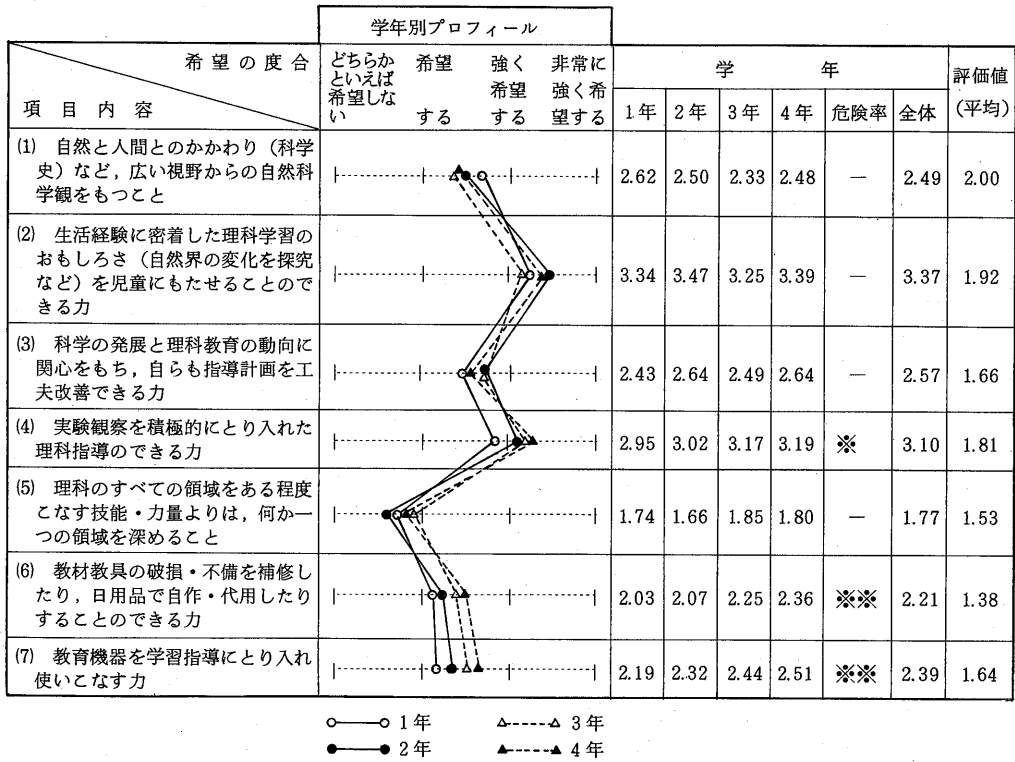 学年別プロフィール
希望の度合
項目内容
どちらか
といえば
希望しな
い
希望
する
強く
希望
する
非常に
強く希
望する
学年
1年 2年 3年 4年 危険率 全体
評価値
(平均)
(1) 自然と人間とのかかわり(科学
史)など,広い視野からの自然科
学観をもつこと
2.62 2.50 2.33 2.48 — 2.49 2.00
(2) 生活経験に密着した理科学習の
おもしろさ(自然界の変化を探究
など)を児童にもたせることので
きる力
3.34 3.47 3.25 3.39 — 3.37 1.92
(3) 科学の発展と理科教育の動向に
関心をもち,自らも指導計画を工
夫改善できる力
2.43 2.64 2.49 2.64 — 2.57 1.66
(4) 実験観察を積極的にとり入れた
理科指導のできる力
2.95 3.02 3.17 3.19 ※ 3.10 1.81
(5) 理科のすべての領域をある程度
こなす技能・力量よりは,何か一
つの領域を深めること
1.74 1.66 1.85 1.80 — 1.77 1.53
(6) 教材教具の破損・不備を補修し
たり,日用品で自作・代用したり
することのできる力
2.03 2.07 2.25 2.36 ※※ 2.21 1.38
(7) 教育機器を学習指導にとり入れ
使いこなす力
2.19 2.32 2.44 2.51 ※※ 2.39 1.64
1年 3年
2年 4年